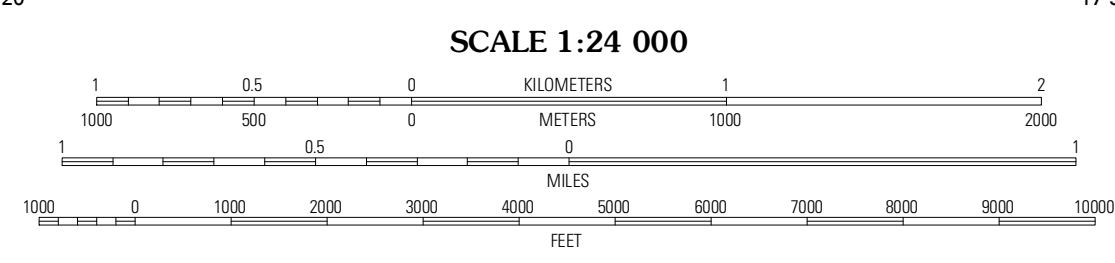 SCALE 1:24 000
1 0.5 0 KILOMETERS 1 2
1000 500 0 METERS 1000 2000
1 0.5 0 1
MILES
1000 0 1000 2000 3000 4000 5000 6000 7000 8000 9000 10000
FEET